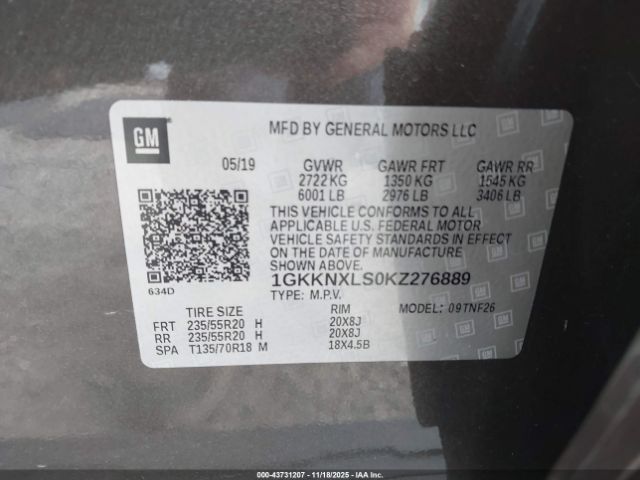 GM
MFD BY GENERAL MOTORS LLC
05/19 GVWR GAWR FRT GAWR RR
2722 KG 1350 KG 1545 KG
6001 LB 2976 LB 3406 LB
THIS VEHICLE CONFORMS TO ALL
APPLICABLE U.S. FEDERAL MOTOR
VEHICLE SAFETY STANDARDS IN EFFECT
ON THE DATE OF MANUFACTURE
SHOWN ABOVE.
634D
1GKKNXLS0KZ276889
TYPE: M.P.V. MODEL: 09TNF26
TIRE SIZE RIM
FRT 235/55R20 H 20X8J
RR 235/55R20 H 20X8J
SPA T135/70R18 M 18X4.5B
000-43731207 - 11/18/2025 - IAAI.COM